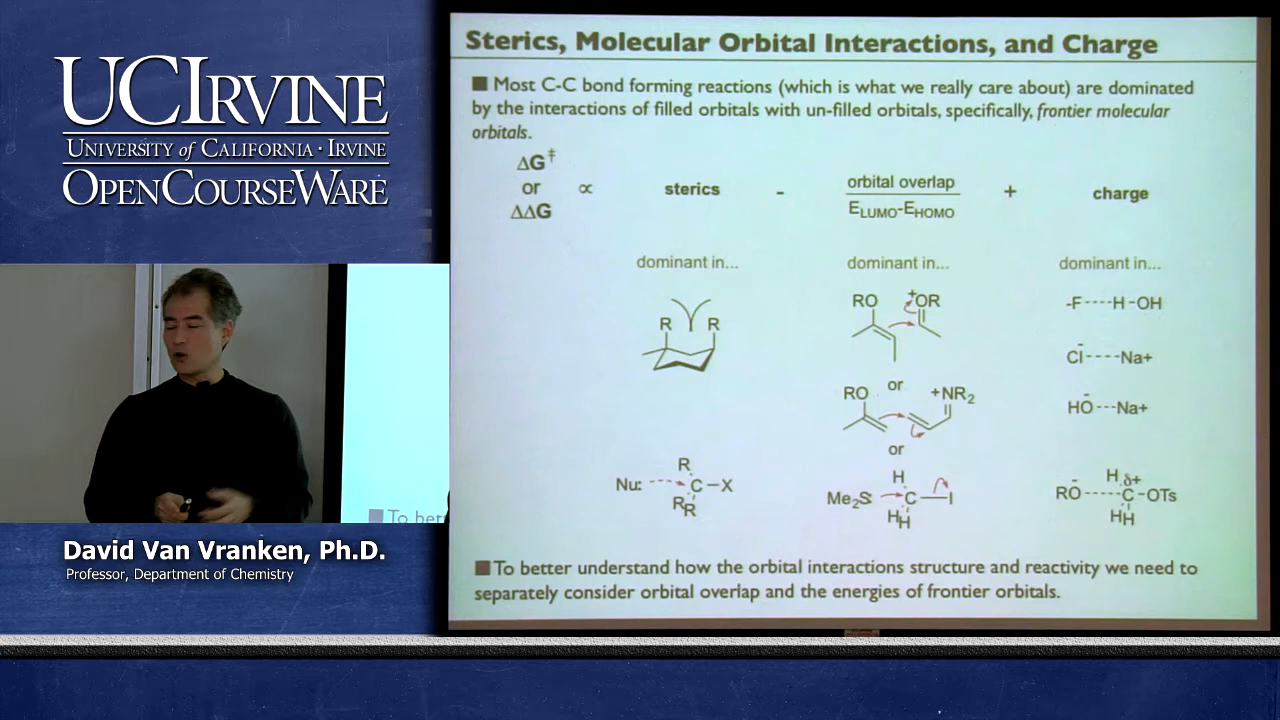 UCIRVINE
UNIVERSITY of CALIFORNIA · IRVINE
OPENCOURSEWARE
David Van Vranken, Ph.D.
Professor, Department of Chemistry
To bett
Sterics, Molecular Orbital Interactions, and Charge
Most C-C bond forming reactions (which is what we really care about) are dominated
by the interactions of filled orbitals with un-filled orbitals, specifically, frontier molecular
orbitals.
ΔG‡
or
ΔΔG
∝
sterics
-
orbital overlap
ELUMO-EHOMO
+
charge
dominant in...
dominant in...
dominant in...
R R
RO +OR
-F----H-OH
Cl̄----Na+
or
RO +NR2
HŌ---Na+
or
Nu: R C-X
R R
Me2S: H C I
H H
RŌ H δ+ C-OTs
H H
To better understand how the orbital interactions structure and reactivity we need to
separately consider orbital overlap and the energies of frontier orbitals.